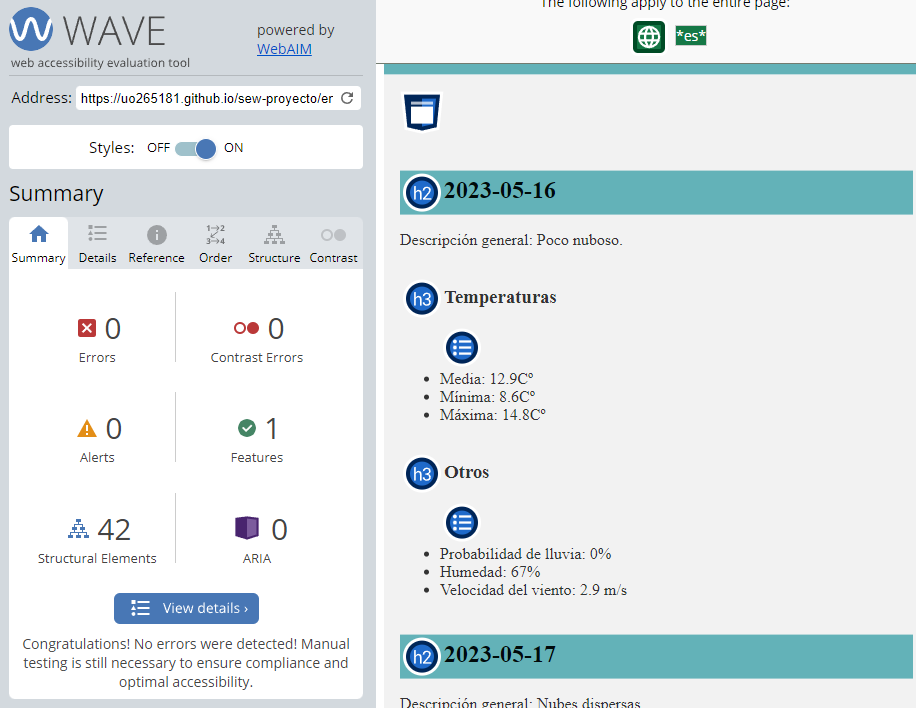 WAVE
powered by
WebAIM
web accessibility evaluation tool
Address: https://uo265181.github.io/sew-proyecto/er
Styles: OFF ON
Summary
Summary Details Reference Order Structure Contrast
0
Errors
0
Contrast Errors
0
Alerts
1
Features
42
Structural Elements
0
ARIA
View details ›
Congratulations! No errors were detected! Manual
testing is still necessary to ensure compliance and
optimal accessibility.
The following apply to the entire page:
*es*
h2 2023-05-16
Descripción general: Poco nuboso.
h3 Temperaturas
• Media: 12.9Cº
• Mínima: 8.6Cº
• Máxima: 14.8Cº
h3 Otros
• Probabilidad de lluvia: 0%
• Humedad: 67%
• Velocidad del viento: 2.9 m/s
h2 2023-05-17
Descripción general: Nubes dispersas